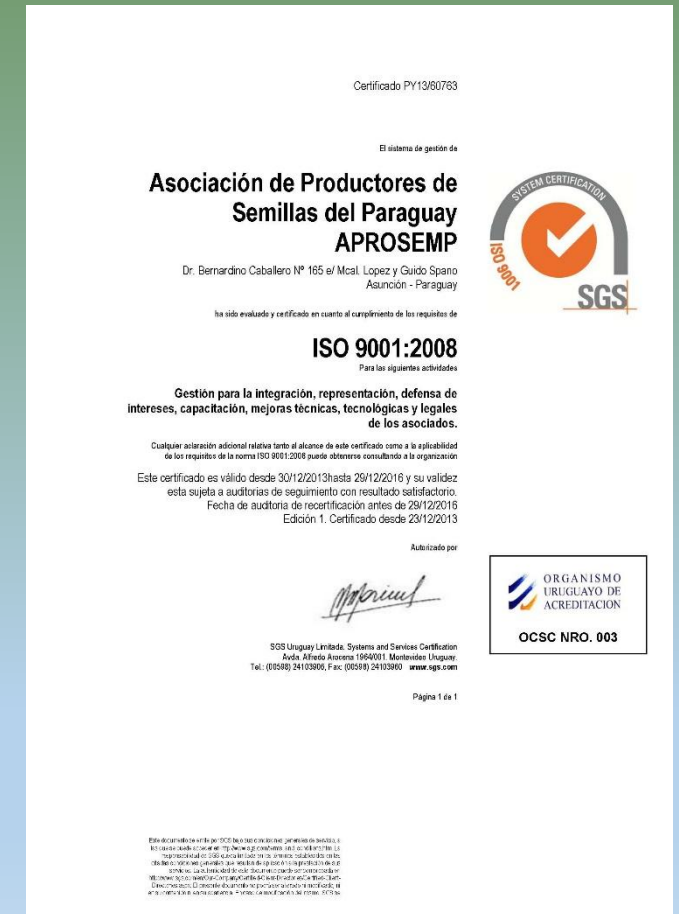 Certificado PY13/60763
El sistema de gestión de
Asociación de Productores de
Semillas del Paraguay
APROSEMP
Dr. Bernardino Caballero Nº 165 e/ Mcal. Lopez y Guido Spano
Asunción - Paraguay
ha sido evaluado y certificado en cuanto al cumplimiento de los requisitos de
ISO 9001:2008
Para las siguientes actividades
Gestión para la integración, representación, defensa de
intereses, capacitación, mejoras técnicas, tecnológicas y legales
de los asociados.
Cualquier aclaración adicional relativa tanto al alcance de este certificado como a la aplicabilidad
de los requisitos de la norma ISO 9001:2008 puede obtenerse consultando a la organización
Este certificado es válido desde 30/12/2013hasta 29/12/2016 y su validez
esta sujeta a auditorias de seguimiento con resultado satisfactorio.
Fecha de auditoria de recertificación antes de 29/12/2016
Edición 1. Certificado desde 23/12/2013
Autorizado por
SGS Uruguay Limitada. Systems and Services Certification
Avda. Alfredo Arocena 1964/001. Montevideo Uruguay.
Tel.: (00598) 24103906, Fax: (00598) 24103960 www.sgs.com
Página 1 de 1
SYSTEM CERTIFICATION
ISO 9001
SGS
ORGANISMO
URUGUAYO DE
ACREDITACION
OCSC NRO. 003